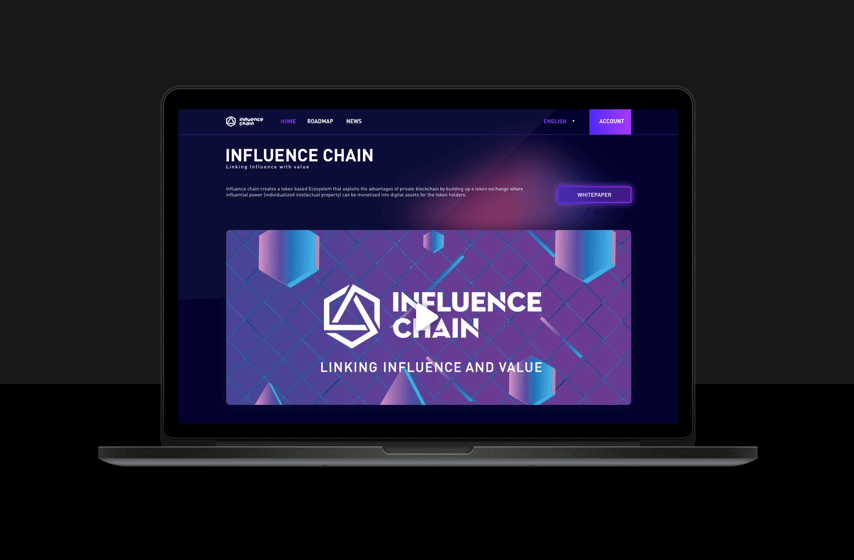 influence
chain
HOME ROADMAP NEWS ENGLISH ACCOUNT
INFLUENCE CHAIN
Linking Influence with value
Influence chain creates a token based Ecosystem that exploits the advantages of private blockchain by building up a token exchange where
influential power (individualized intellectual property) can be monetized into digital assets for the token holders.
WHITEPAPER
INFLUENCE
CHAIN
LINKING INFLUENCE AND VALUE